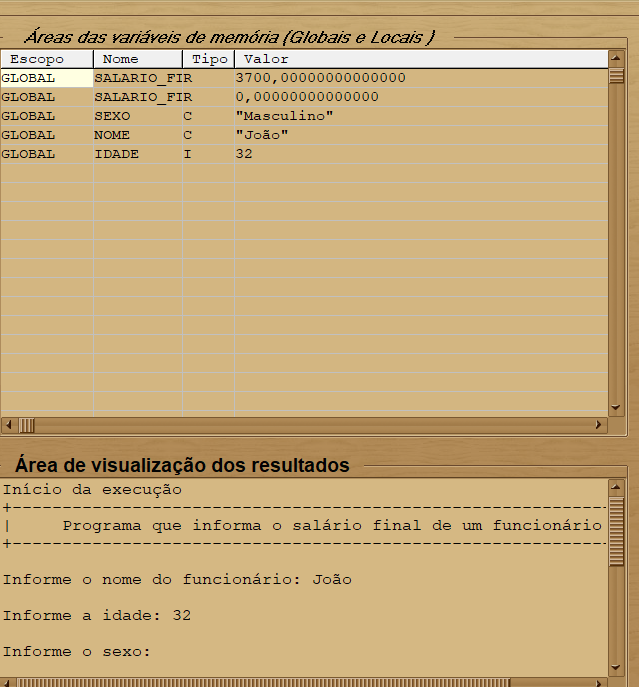 Áreas das variáveis de memória (Globais e Locais )
Escopo Nome Tipo Valor
GLOBAL SALARIO_FIR 3700,00000000000000
GLOBAL SALARIO_FIR 0,00000000000000
GLOBAL SEXO C "Masculino"
GLOBAL NOME C "João"
GLOBAL IDADE I 32
Área de visualização dos resultados
Início da execução
+------------------------------------------------------------------
| Programa que informa o salário final de um funcionário
+------------------------------------------------------------------
Informe o nome do funcionário: João
Informe a idade: 32
Informe o sexo: